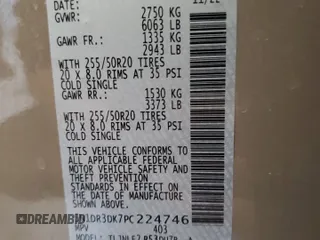 DATE: 11/22
GVWR: 2750 KG
6063 LB
GAWR FR.: 1335 KG
2943 LB
WITH 255/50R20 TIRES
20 X 8.0 RIMS AT 35 PSI
COLD SINGLE
GAWR RR.: 1530 KG
3373 LB
WITH 255/50R20 TIRES
20 X 8.0 RIMS AT 35 PSI
COLD SINGLE
THIS VEHICLE CONFORMS TO ALL
APPLICABLE FEDERAL
MOTOR VEHICLE SAFETY AND
THEFT PREVENTION
STANDARDS IN EFFECT ON
THE DATE OF MANUFACTURE
SHOWN ABOVE.
DR3DK7PC224746
MPV 403
DREAMBID